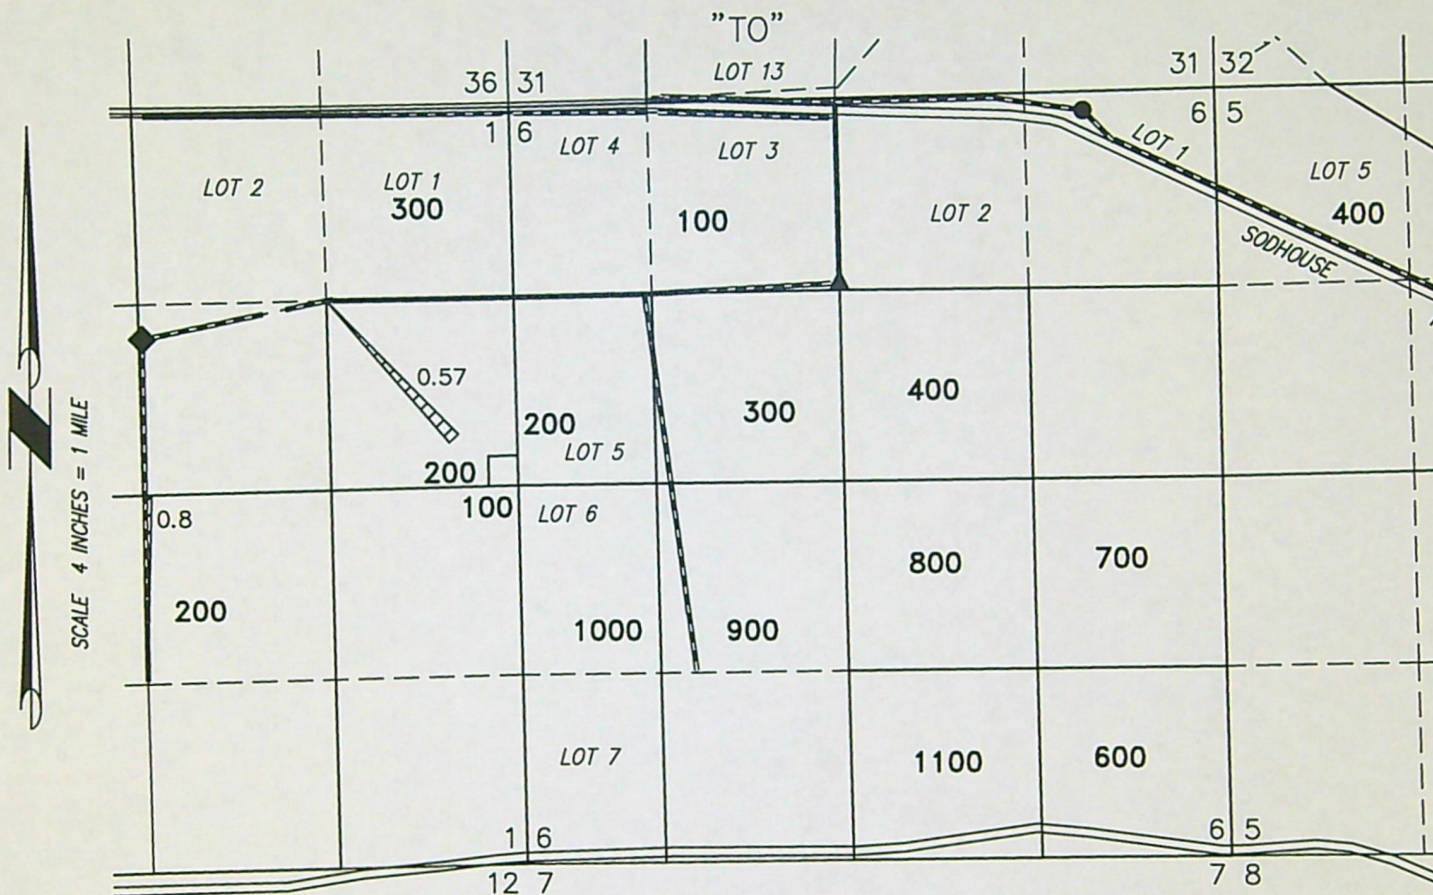 "TO"
LOT 13
36 31
31 32
1 6
6 5
LOT 4
LOT 3
LOT 1
LOT 2
LOT 1
300
100
LOT 2
LOT 5
400
SODHOUSE
0.57
200
300
400
LOT 5
200
SCALE 4 INCHES = 1 MILE
0.8
100
LOT 6
800
700
200
1000
900
LOT 7
1100
600
1 6
6 5
12 7
7 8